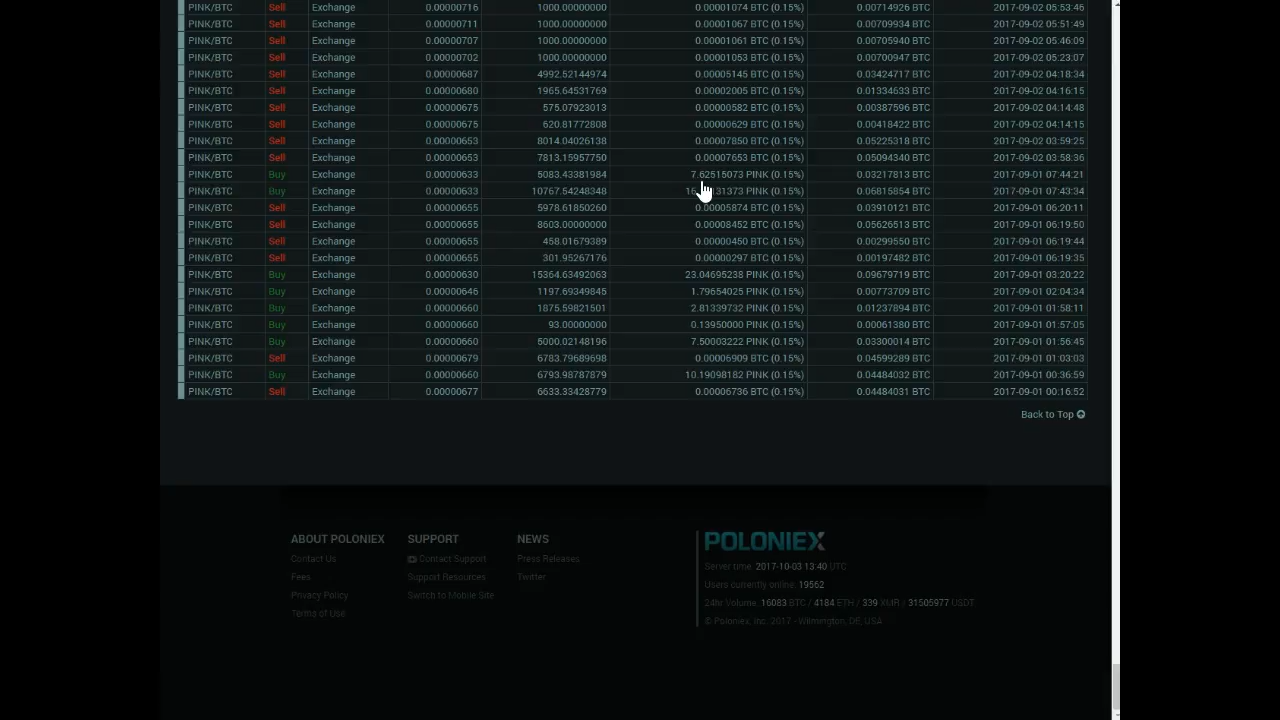 PINK/BTC Sell Exchange 0.00000716 1000.00000000 0.00001074 BTC (0.15%) 0.00714926 BTC 2017-09-02 05:53:46
PINK/BTC Sell Exchange 0.00000711 1000.00000000 0.00001067 BTC (0.15%) 0.00709934 BTC 2017-09-02 05:51:49
PINK/BTC Sell Exchange 0.00000707 1000.00000000 0.00001061 BTC (0.15%) 0.00705940 BTC 2017-09-02 05:46:09
PINK/BTC Sell Exchange 0.00000702 1000.00000000 0.00001053 BTC (0.15%) 0.00700947 BTC 2017-09-02 05:23:07
PINK/BTC Sell Exchange 0.00000687 4992.52144974 0.00005145 BTC (0.15%) 0.03424717 BTC 2017-09-02 04:18:34
PINK/BTC Sell Exchange 0.00000680 1965.64531769 0.00002005 BTC (0.15%) 0.01334633 BTC 2017-09-02 04:16:15
PINK/BTC Sell Exchange 0.00000675 575.07923013 0.00000582 BTC (0.15%) 0.00387596 BTC 2017-09-02 04:14:48
PINK/BTC Sell Exchange 0.00000675 620.81772808 0.00000629 BTC (0.15%) 0.00418422 BTC 2017-09-02 04:14:15
PINK/BTC Sell Exchange 0.00000653 8014.04026138 0.00007850 BTC (0.15%) 0.05225318 BTC 2017-09-02 03:59:25
PINK/BTC Sell Exchange 0.00000653 7813.15957750 0.00007653 BTC (0.15%) 0.05094340 BTC 2017-09-02 03:58:36
PINK/BTC Buy Exchange 0.00000633 5083.43381984 7.62515073 PINK (0.15%) 0.03217813 BTC 2017-09-01 07:44:21
PINK/BTC Buy Exchange 0.00000633 10767.54248348 PINK (0.15%) 0.06815854 BTC 2017-09-01 07:43:34
PINK/BTC Sell Exchange 0.00000655 5978.61850260 0.00005874 BTC (0.15%) 0.03910121 BTC 2017-09-01 06:20:11
PINK/BTC Sell Exchange 0.00000655 8603.00000000 0.00008452 BTC (0.15%) 0.05626513 BTC 2017-09-01 06:19:50
PINK/BTC Sell Exchange 0.00000655 458.01679389 0.00000450 BTC (0.15%) 0.00299550 BTC 2017-09-01 06:19:44
PINK/BTC Sell Exchange 0.00000655 301.95267176 0.00000297 BTC (0.15%) 0.00197482 BTC 2017-09-01 06:19:35
PINK/BTC Buy Exchange 0.00000630 15364.63492063 23.04695238 PINK (0.15%) 0.09679719 BTC 2017-09-01 03:20:22
PINK/BTC Buy Exchange 0.00000646 1197.69349845 1.79654025 PINK (0.15%) 0.00773709 BTC 2017-09-01 02:04:34
PINK/BTC Buy Exchange 0.00000660 1875.59821501 2.81339732 PINK (0.15%) 0.01237894 BTC 2017-09-01 01:58:11
PINK/BTC Buy Exchange 0.00000660 93.00000000 0.13950000 PINK (0.15%) 0.00061380 BTC 2017-09-01 01:57:05
PINK/BTC Buy Exchange 0.00000660 5000.02148196 7.50003222 PINK (0.15%) 0.03300014 BTC 2017-09-01 01:56:45
PINK/BTC Sell Exchange 0.00000679 6783.79689698 0.00006909 BTC (0.15%) 0.04599289 BTC 2017-09-01 01:03:03
PINK/BTC Buy Exchange 0.00000660 6793.98787879 10.19098182 PINK (0.15%) 0.04484032 BTC 2017-09-01 00:36:59
PINK/BTC Sell Exchange 0.00000677 6633.33428779 0.00006736 BTC (0.15%) 0.04484031 BTC 2017-09-01 00:16:52
Back to Top
ABOUT POLONIEX
Contact Us
Fees
Privacy Policy
Terms of Use
SUPPORT
Contact Support
Support Resources
Switch to Mobile Site
NEWS
Press Releases
Twitter
POLONIEX
Server time: 2017-10-03 13:40 UTC
Users currently online: 19562
24hr Volume: 16083 BTC / 4184 ETH / 339 XMR / 31505977 USDT
© Poloniex, Inc. 2017 - Wilmington, DE, USA